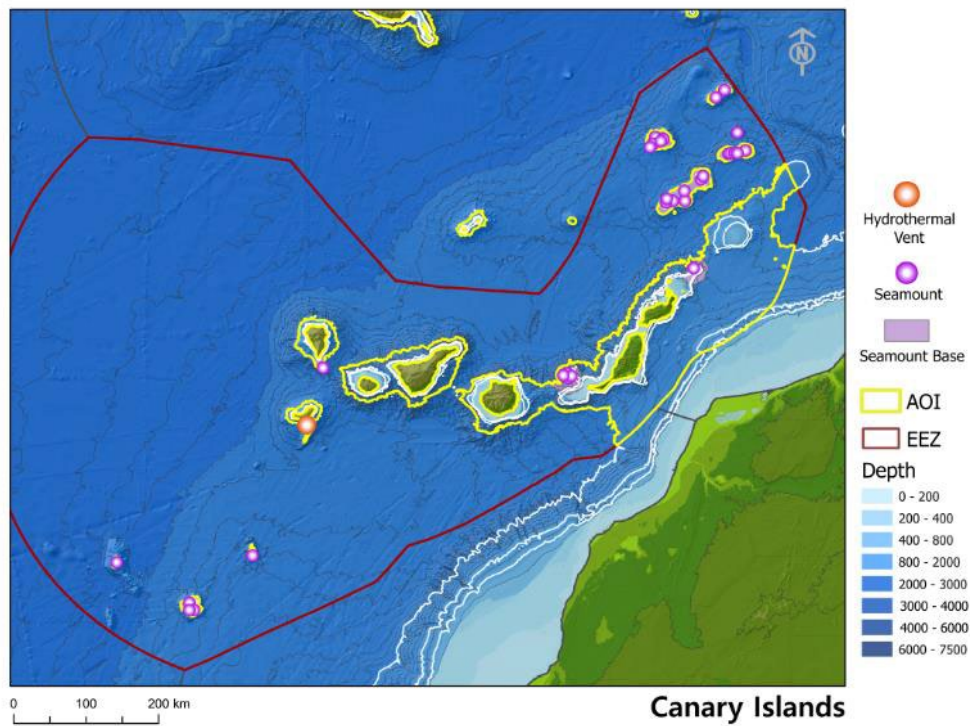 N
Hydrothermal
Vent
Seamount
Seamount Base
AOI
EEZ
Depth
0 - 200
200 - 400
400 - 800
800 - 2000
2000 - 3000
3000 - 4000
4000 - 6000
6000 - 7500
0 100 200 km
Canary Islands